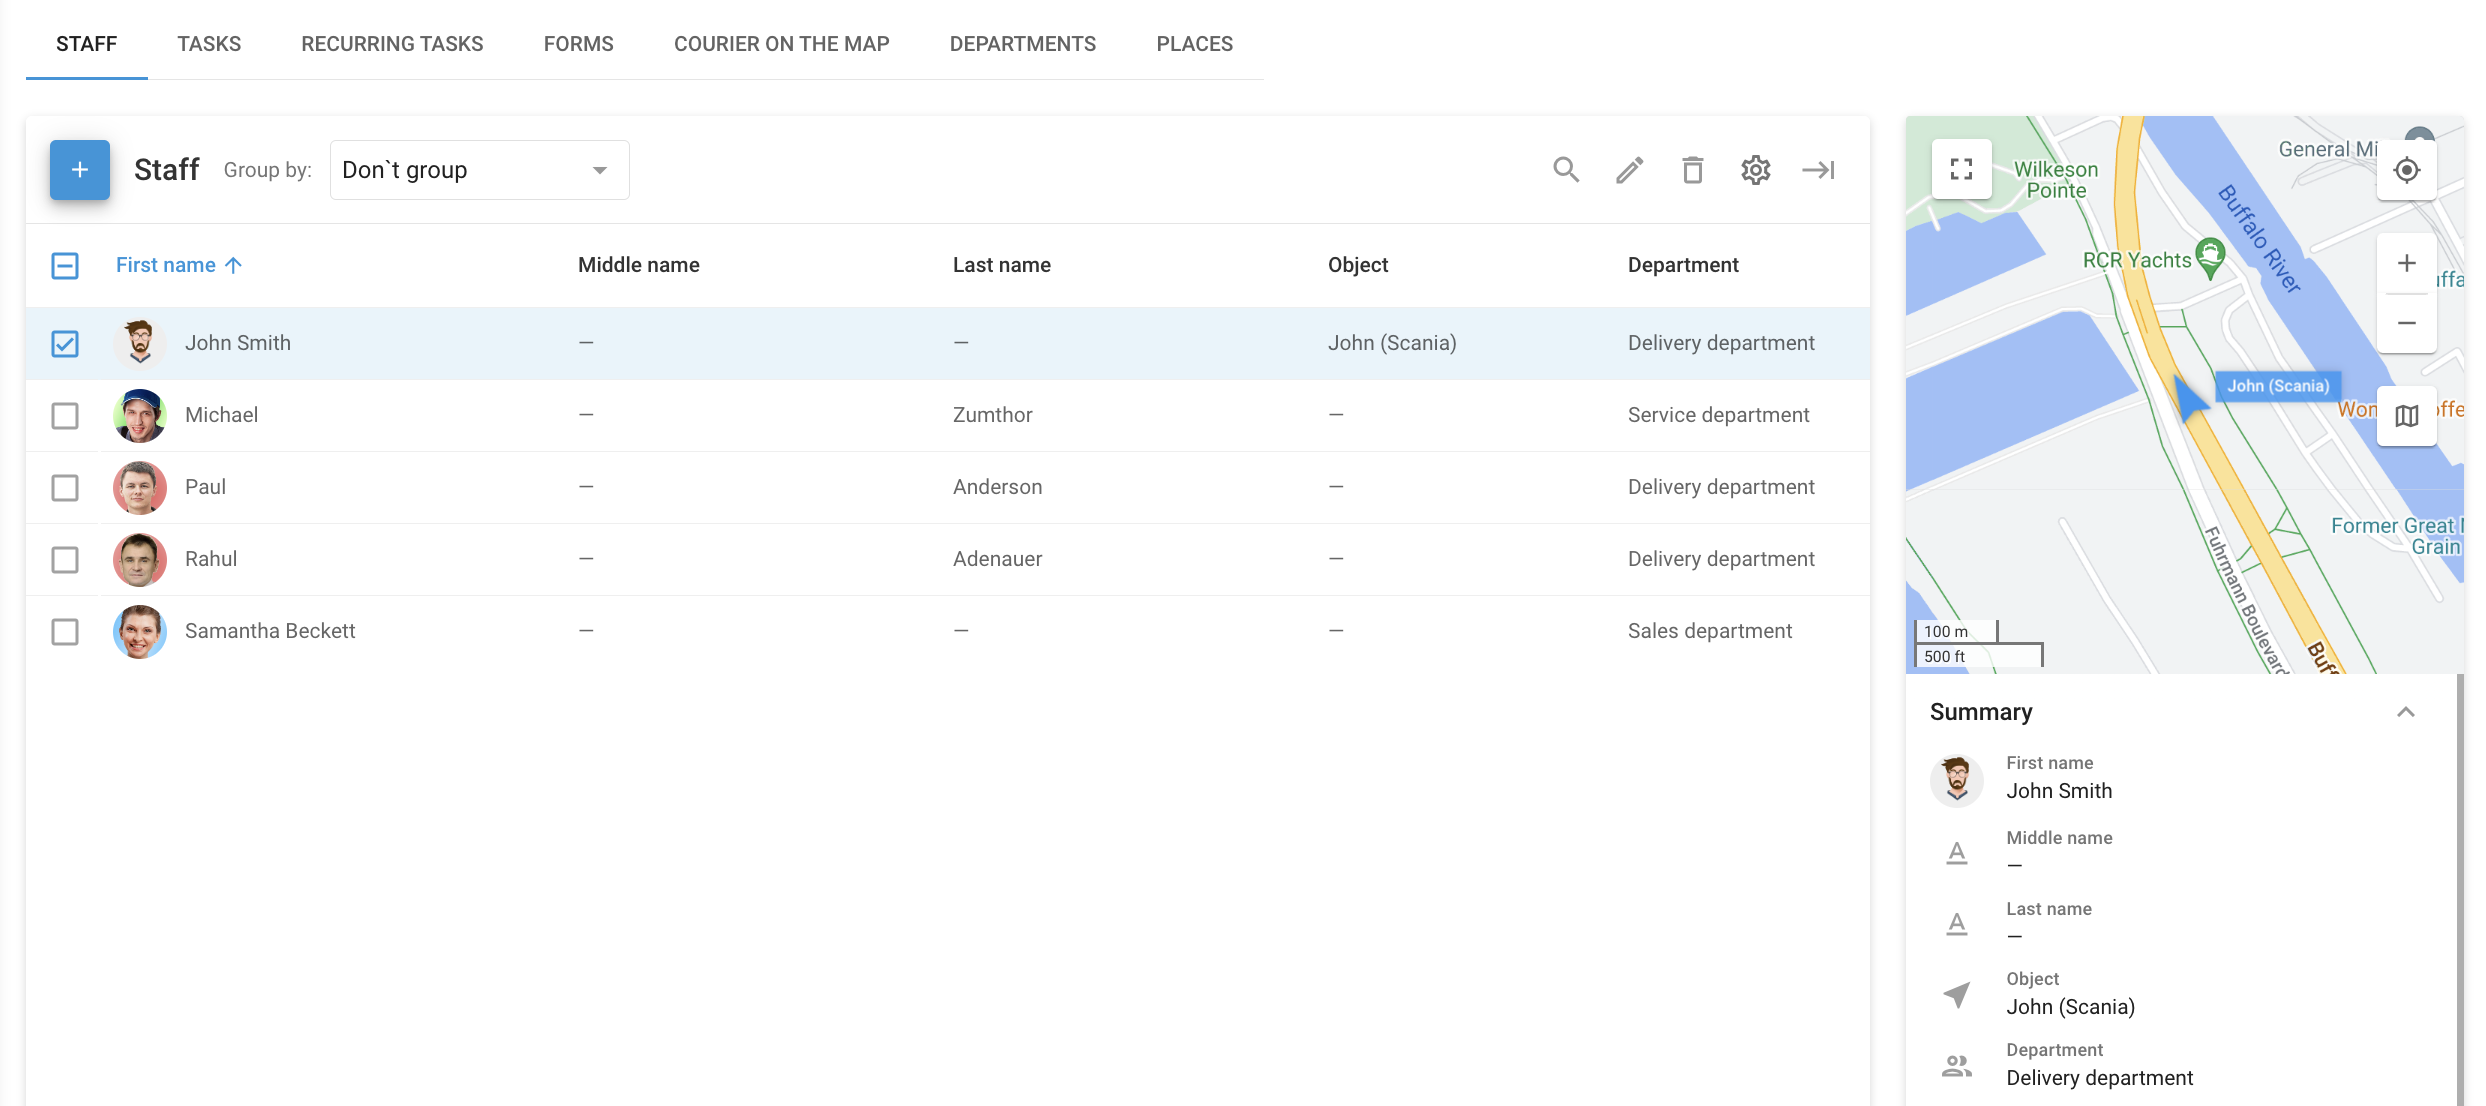 STAFF TASKS RECURRING TASKS FORMS COURIER ON THE MAP DEPARTMENTS PLACES
Staff Group by: Don`t group
First name Middle name Last name Object Department
John Smith — — John (Scania) Delivery department
Michael — Zumthor — Service department
Paul — Anderson — Delivery department
Rahul — Adenauer — Delivery department
Samantha Beckett — — — Sales department
General Mi
Wilkeson
Pointe
Buffalo River
RCR Yachts
uffa
John (Scania)
Won offe
Former Great
Grain
Fuhrmann Boulevard
Buff
100 m
500 ft
Summary
First name
John Smith
Middle name
—
Last name
—
Object
John (Scania)
Department
Delivery department